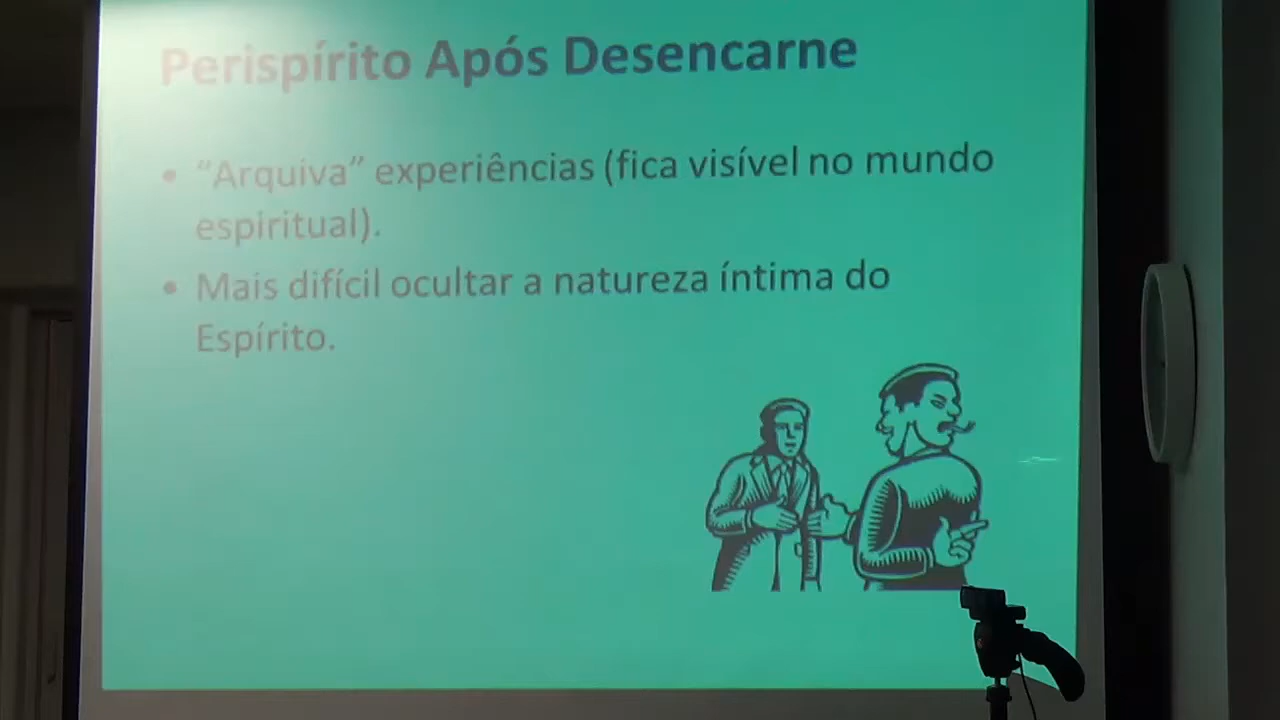 Perispírito Após Desencarne
• “Arquiva” experiências (fica visível no mundo
espiritual).
• Mais difícil ocultar a natureza íntima do
Espírito.